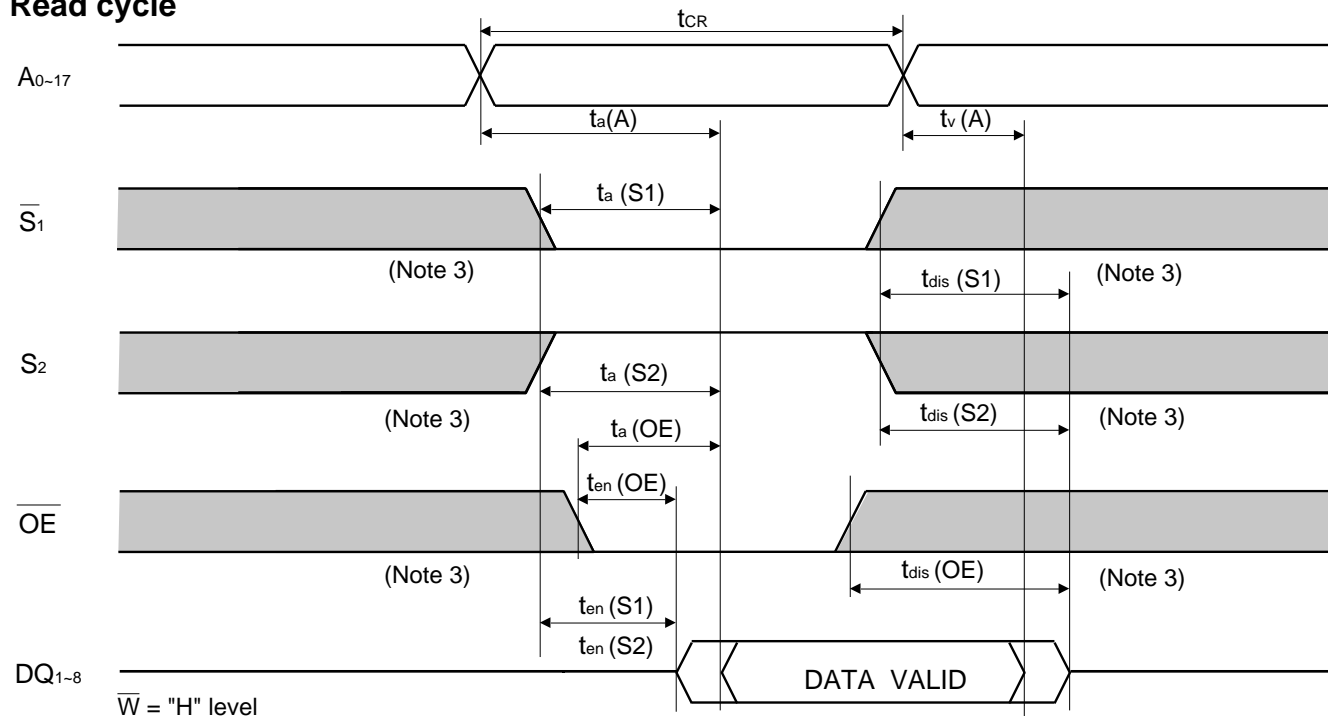 Read cycle
tCR
A0~17
ta(A)
tv (A)
S1
ta (S1)
(Note 3)
tdis (S1)
(Note 3)
S2
ta (S2)
(Note 3)
tdis (S2)
(Note 3)
ta (OE)
ten (OE)
OE
(Note 3)
tdis (OE)
(Note 3)
ten (S1)
ten (S2)
DQ1~8
DATA VALID
W = "H" level